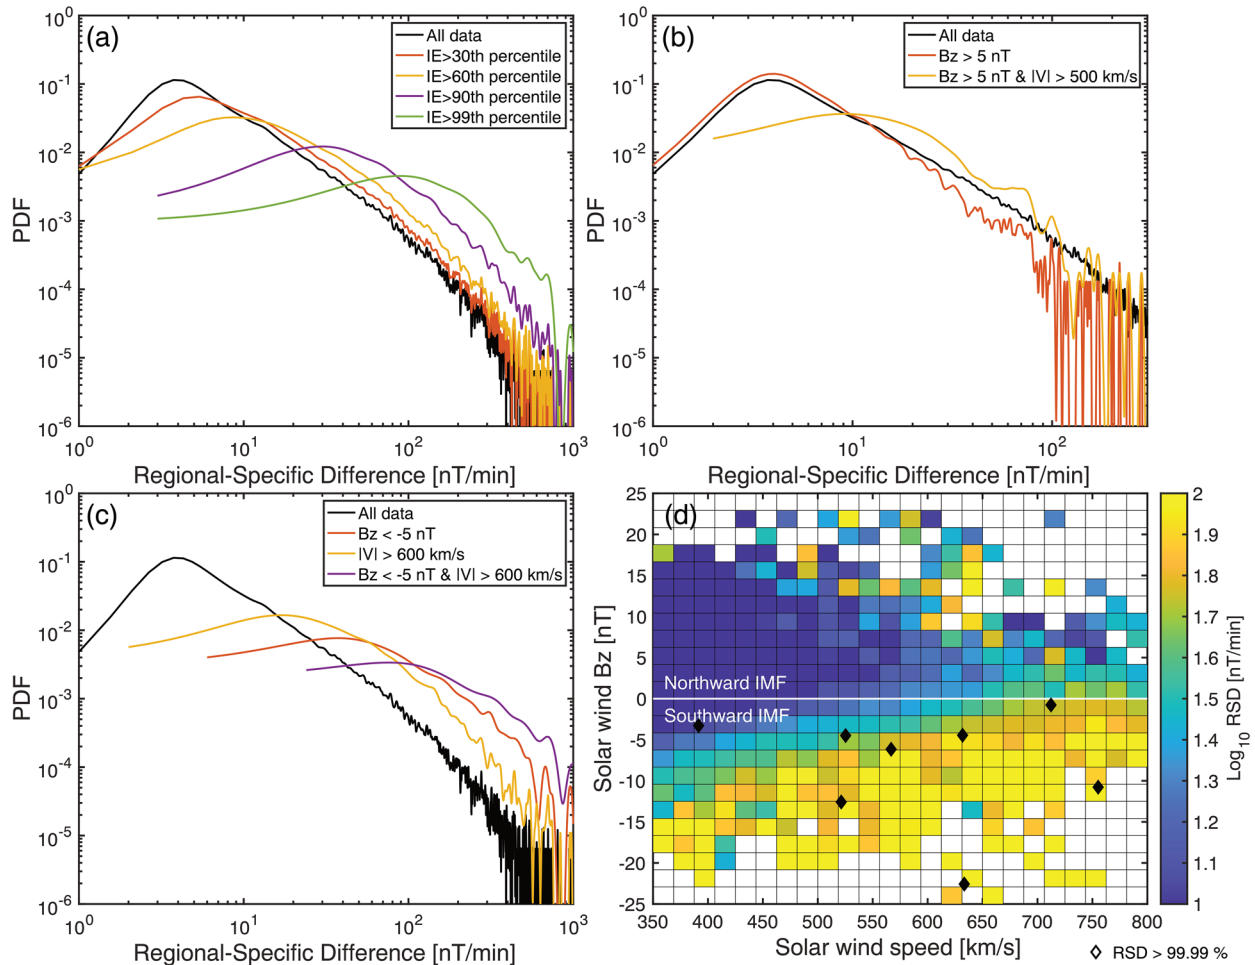 (a)
All data
IE>30th percentile
IE>60th percentile
IE>90th percentile
IE>99th percentile
PDF
10^0
10^-1
10^-2
10^-3
10^-4
10^-5
10^-6
10^0 10^1 10^2 10^3
Regional-Specific Difference [nT/min]
(b)
All data
Bz > 5 nT
Bz > 5 nT & |V| > 500 km/s
PDF
10^0
10^-1
10^-2
10^-3
10^-4
10^-5
10^-6
10^0 10^1 10^2
Regional-Specific Difference [nT/min]
(c)
All data
Bz < -5 nT
|V| > 600 km/s
Bz < -5 nT & |V| > 600 km/s
PDF
10^0
10^-1
10^-2
10^-3
10^-4
10^-5
10^-6
10^0 10^1 10^2 10^3
Regional-Specific Difference [nT/min]
(d)
Northward IMF
Southward IMF
Solar wind Bz [nT]
25
20
15
10
5
0
-5
-10
-15
-20
-25
350 400 450 500 550 600 650 700 750 800
Solar wind speed [km/s]
2
1.9
1.8
1.7
1.6
1.5
1.4
1.3
1.2
1.1
1
Log10 RSD [nT/min]
RSD > 99.99 %